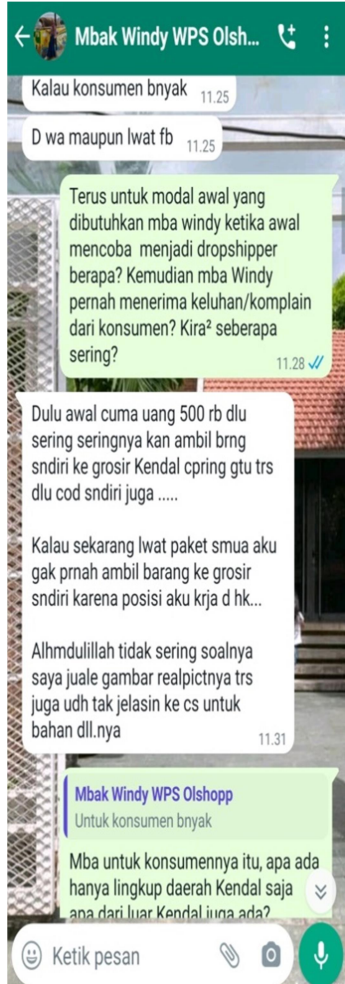 Mbak Windy WPS Olsh...
Kalau konsumen bnyak 11.25
D wa maupun lwat fb 11.25
Terus untuk modal awal yang
dibutuhkan mba windy ketika awal
mencoba menjadi dropshipper
berapa? Kemudian mba Windy
pernah menerima keluhan/komplain
dari konsumen? Kira² seberapa
sering?
11.28
Dulu awal cuma uang 500 rb dlu
sering seringnya kan ambil brng
sndiri ke grosir Kendal cpring gtu trs
dlu cod sndiri juga .....
Kalau sekarang lwat paket smua aku
gak prnah ambil barang ke grosir
sndiri karena posisi aku krja d hk...
Alhmdulillah tidak sering soalnya
saya juale gambar realpictnya trs
juga udh tak jelasin ke cs untuk
bahan dll.nya
11.31
Mbak Windy WPS Olshopp
Untuk konsumen bnyak
Mba untuk konsumennya itu, apa ada
hanya lingkup daerah Kendal saja
apa dari luar Kendal juga ada?
Ketik pesan